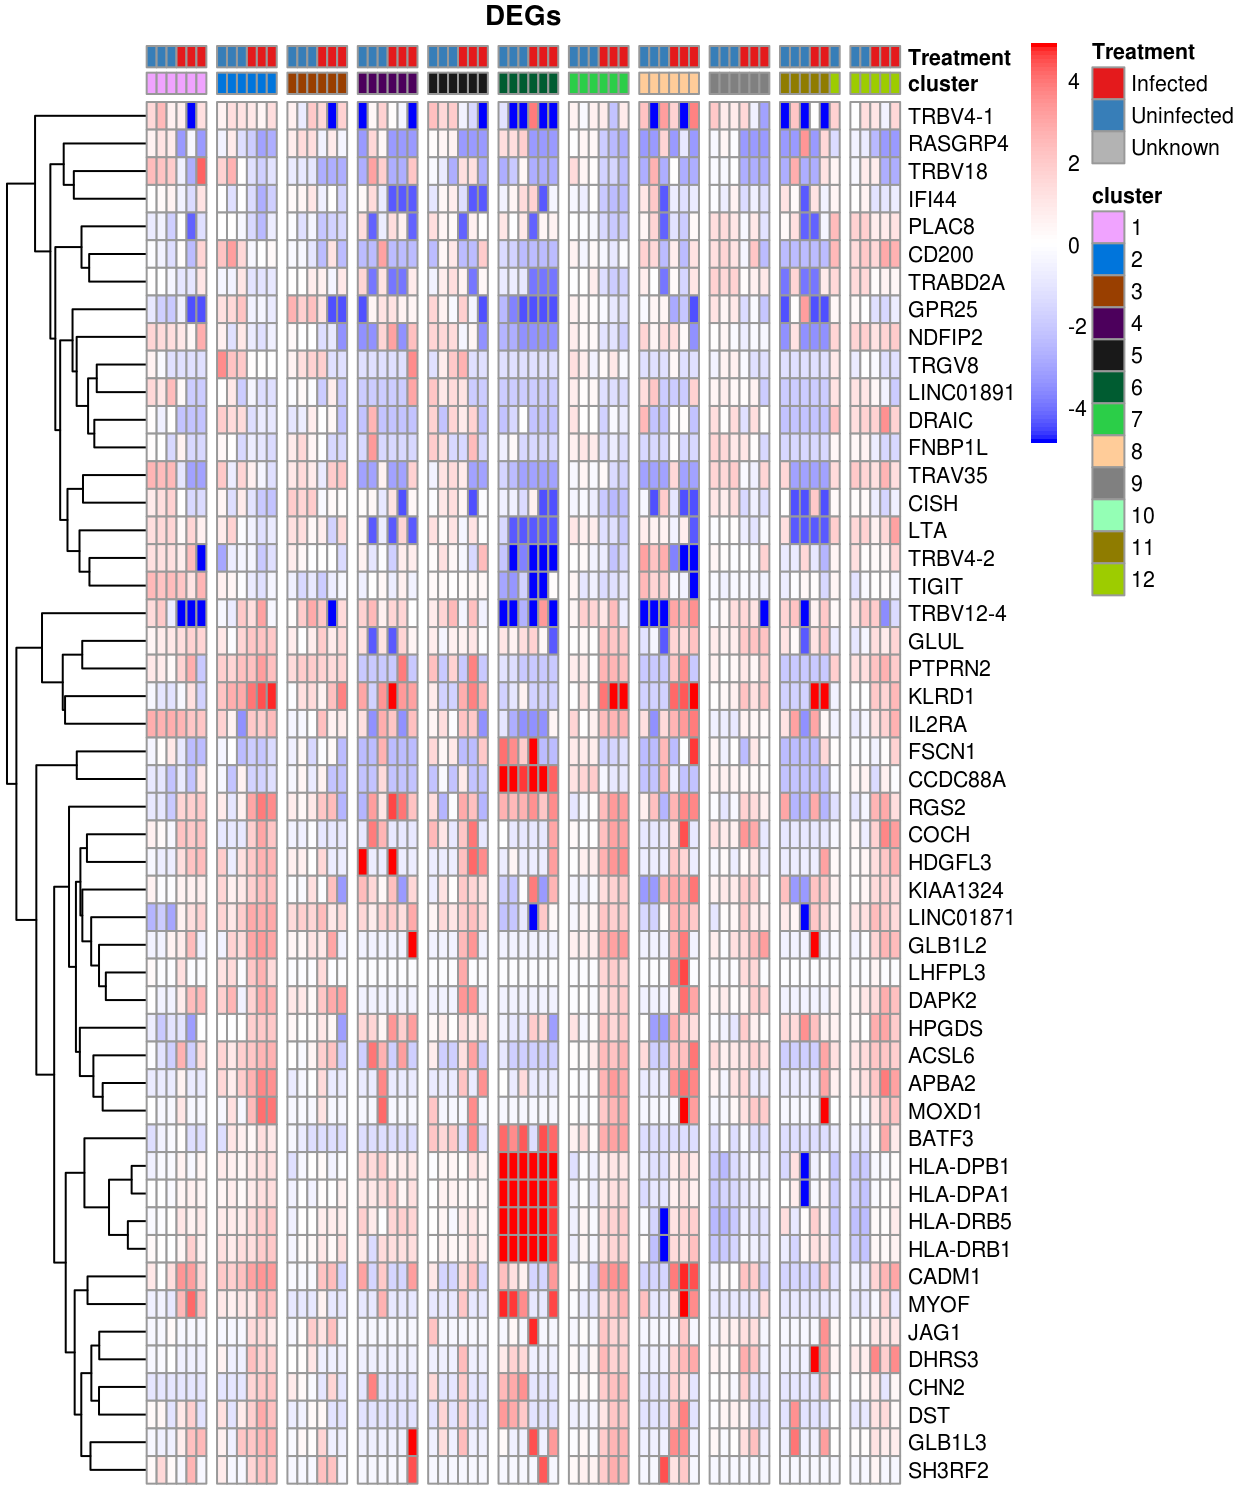 DEGs
Treatment
cluster
TRBV4-1
RASGRP4
TRBV18
IFI44
PLAC8
CD200
TRABD2A
GPR25
NDFIP2
TRGV8
LINC01891
DRAIC
FNBP1L
TRAV35
CISH
LTA
TRBV4-2
TIGIT
TRBV12-4
GLUL
PTPRN2
KLRD1
IL2RA
FSCN1
CCDC88A
RGS2
COCH
HDGFL3
KIAA1324
LINC01871
GLB1L2
LHFPL3
DAPK2
HPGDS
ACSL6
APBA2
MOXD1
BATF3
HLA-DPB1
HLA-DPA1
HLA-DRB5
HLA-DRB1
CADM1
MYOF
JAG1
DHRS3
CHN2
DST
GLB1L3
SH3RF2
4
2
0
-2
-4
Treatment
Infected
Uninfected
Unknown
cluster
1
2
3
4
5
6
7
8
9
10
11
12